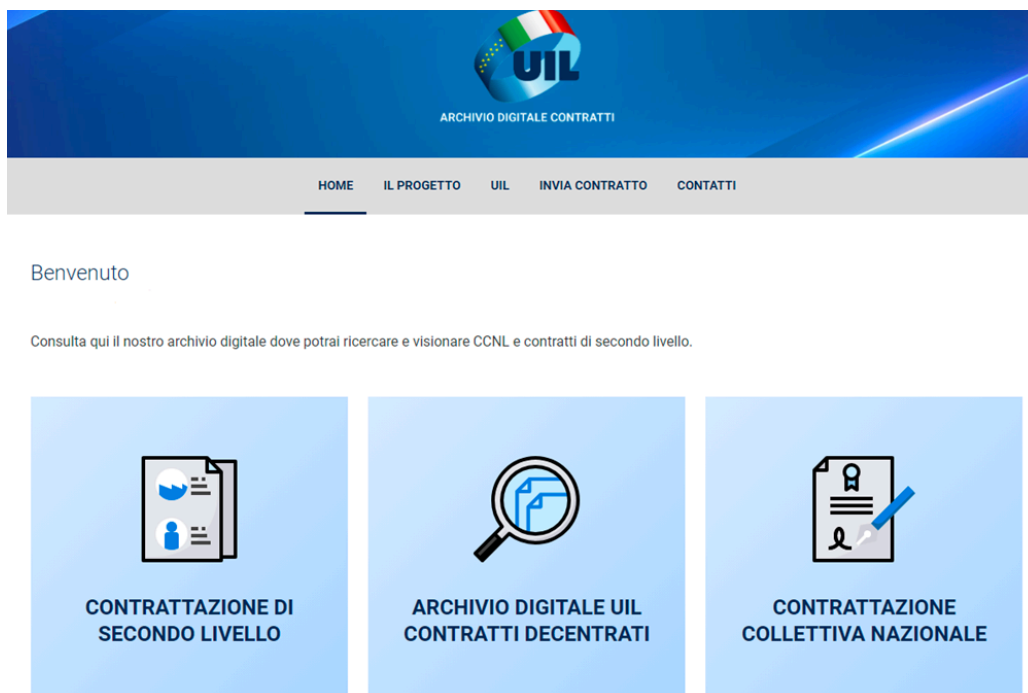 UIL
ARCHIVIO DIGITALE CONTRATTI
HOME IL PROGETTO UIL INVIA CONTRATTO CONTATTI
Benvenuto
Consulta qui il nostro archivio digitale dove potrai ricercare e visionare CCNL e contratti di secondo livello.
CONTRATTAZIONE DI
SECONDO LIVELLO
ARCHIVIO DIGITALE UIL
CONTRATTI DECENTRATI
CONTRATTAZIONE
COLLETTIVA NAZIONALE